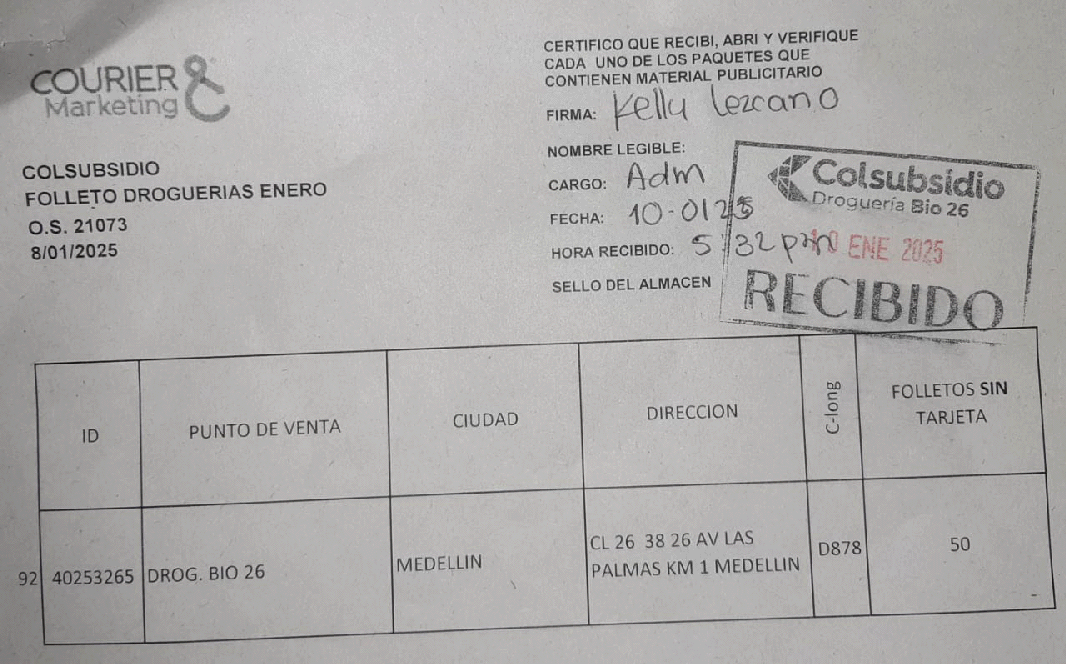 COURIER &
Marketing
COLSUBSIDIO
FOLLETO DROGUERIAS ENERO
O.S. 21073
8/01/2025
CERTIFICO QUE RECIBI, ABRI Y VERIFIQUE
CADA UNO DE LOS PAQUETES QUE
CONTIENEN MATERIAL PUBLICITARIO
FIRMA: Kelly Lezcano
NOMBRE LEGIBLE:
CARGO: Adm
FECHA: 10-0125
HORA RECIBIDO: 5:32 pm
SELLO DEL ALMACEN
Colsubsidio
Droguería Bio 26
10 ENE 2025
RECIBIDO
ID PUNTO DE VENTA CIUDAD DIRECCION C-long FOLLETOS SIN
TARJETA
92 40253265 DROG. BIO 26 MEDELLIN CL 26 38 26 AV LAS D878 50
PALMAS KM 1 MEDELLIN